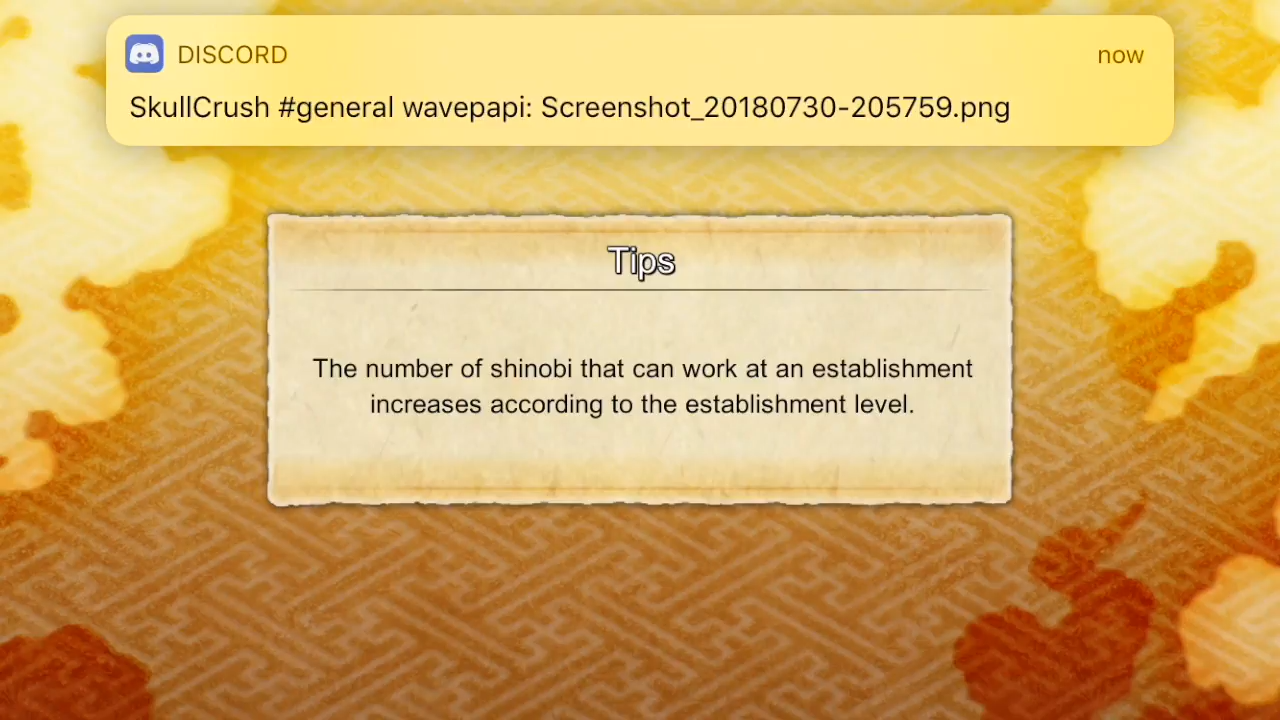 DISCORD now
SkullCrush #general wavepapi: Screenshot_20180730-205759.png
Tips
The number of shinobi that can work at an establishment
increases according to the establishment level.